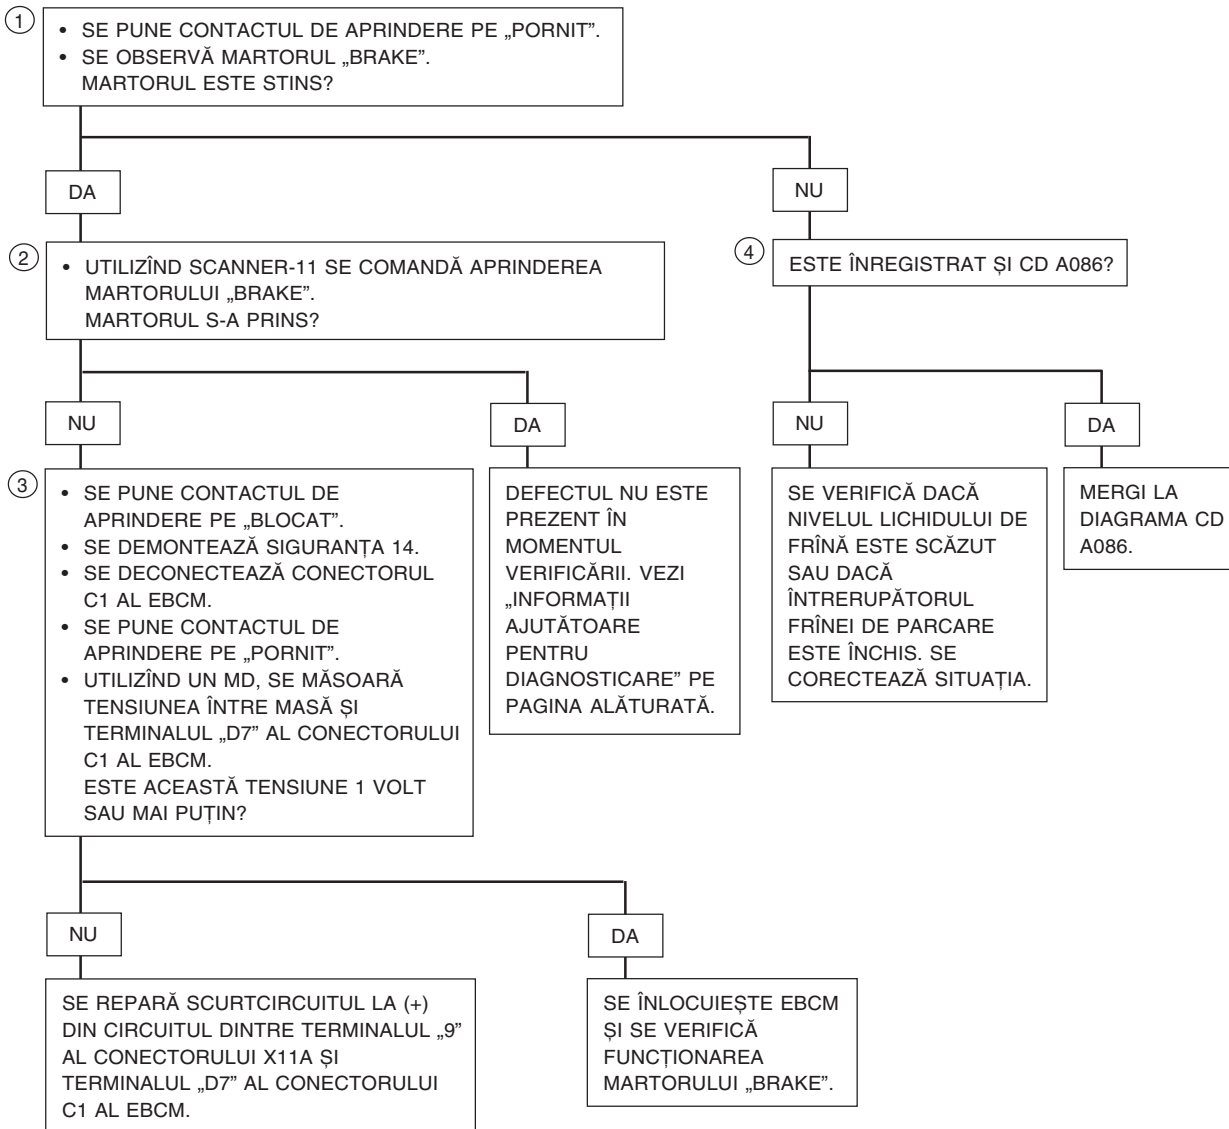 1
• SE PUNE CONTACTUL DE APRINDERE PE „PORNIT”.
• SE OBSERVĂ MARTORUL „BRAKE”.
MARTORUL ESTE STINS?
DA
NU
2
• UTILIZÎND SCANNER-11 SE COMANDĂ APRINDEREA
MARTORULUI „BRAKE”.
MARTORUL S-A PRINS?
4
ESTE ÎNREGISTRAT ȘI CD A086?
NU
DA
NU
DA
3
• SE PUNE CONTACTUL DE
APRINDERE PE „BLOCAT”.
• SE DEMONTEAZĂ SIGURANȚA 14.
• SE DECONECTEAZĂ CONECTORUL
C1 AL EBCM.
• SE PUNE CONTACTUL DE
APRINDERE PE „PORNIT”.
• UTILIZÎND UN MD, SE MĂSOARĂ
TENSIUNEA ÎNTRE MASĂ ȘI
TERMINALUL „D7” AL CONECTORULUI
C1 AL EBCM.
ESTE ACEASTĂ TENSIUNE 1 VOLT
SAU MAI PUȚIN?
DEFECTUL NU ESTE
PREZENT ÎN
MOMENTUL
VERIFICĂRII. VEZI
„INFORMAȚII
AJUTĂTOARE
PENTRU
DIAGNOSTICARE” PE
PAGINA ALĂTURATĂ.
SE VERIFICĂ DACĂ
NIVELUL LICHIDULUI DE
FRÎNĂ ESTE SCĂZUT
SAU DACĂ
ÎNTRERUPĂTORUL
FRÎNEI DE PARCARE
ESTE ÎNCHIS. SE
CORECTEAZĂ SITUAȚIA.
MERGI LA
DIAGRAMA CD
A086.
NU
DA
SE REPARĂ SCURTCIRCUITUL LA (+)
DIN CIRCUITUL DINTRE TERMINALUL „9”
AL CONECTORULUI X11A ȘI
TERMINALUL „D7” AL CONECTORULUI
C1 AL EBCM.
SE ÎNLOCUIEȘTE EBCM
ȘI SE VERIFICĂ
FUNCȚIONAREA
MARTORULUI „BRAKE”.